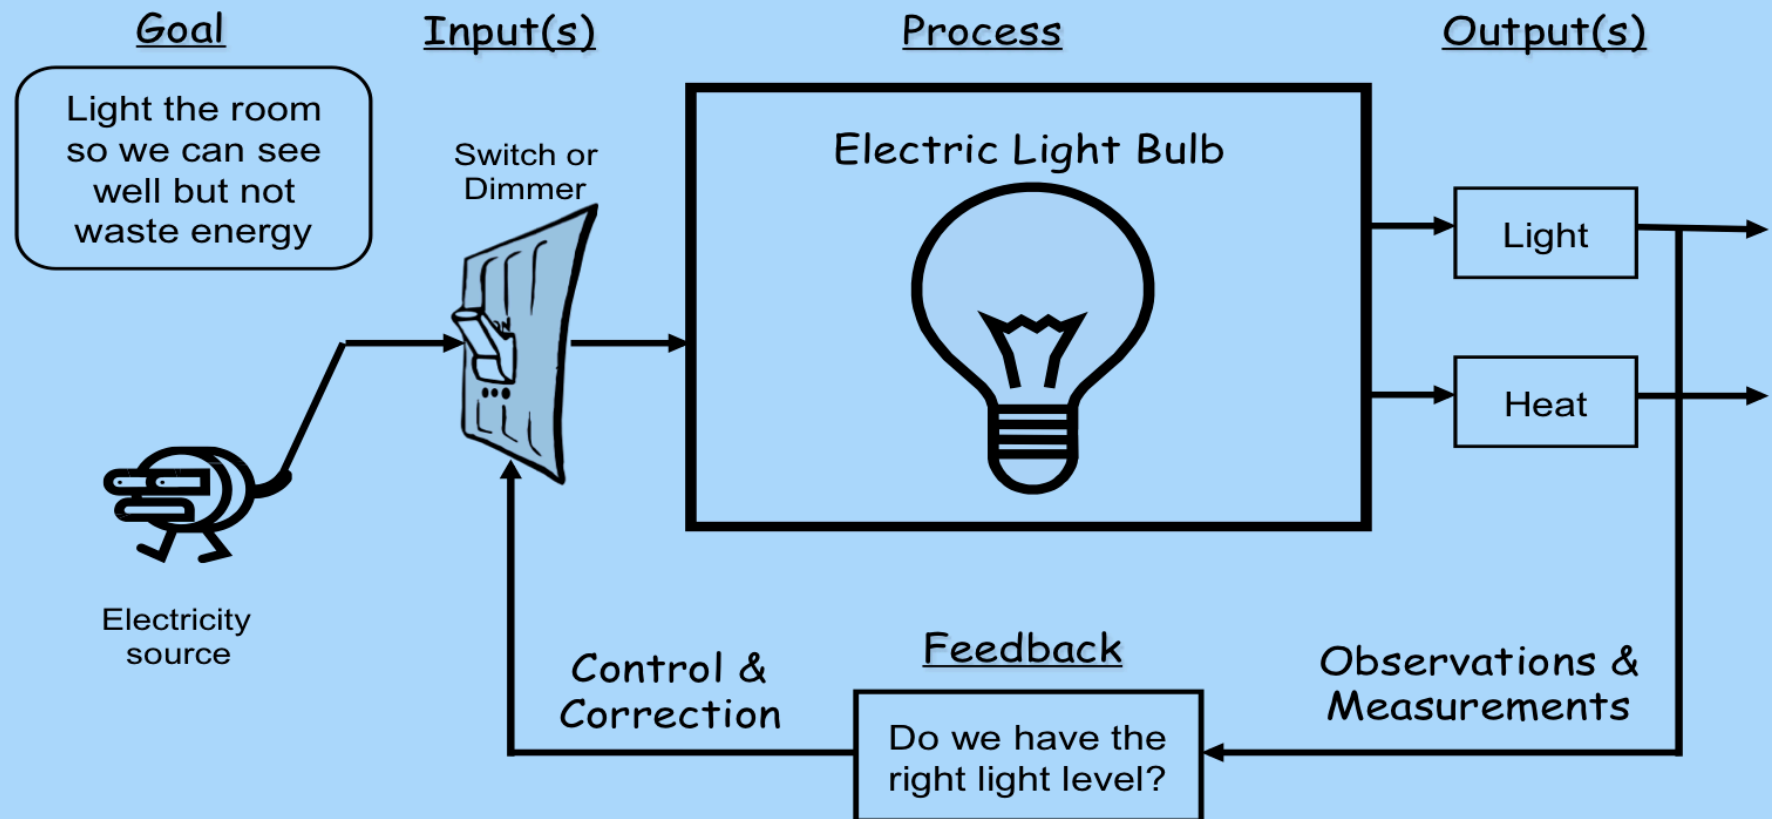 Goal
Input(s)
Process
Output(s)
Light the room
so we can see
well but not
waste energy
Switch or
Dimmer
ON
Electric Light Bulb
Light
Heat
Electricity
source
Control &
Correction
Feedback
Do we have the
right light level?
Observations &
Measurements